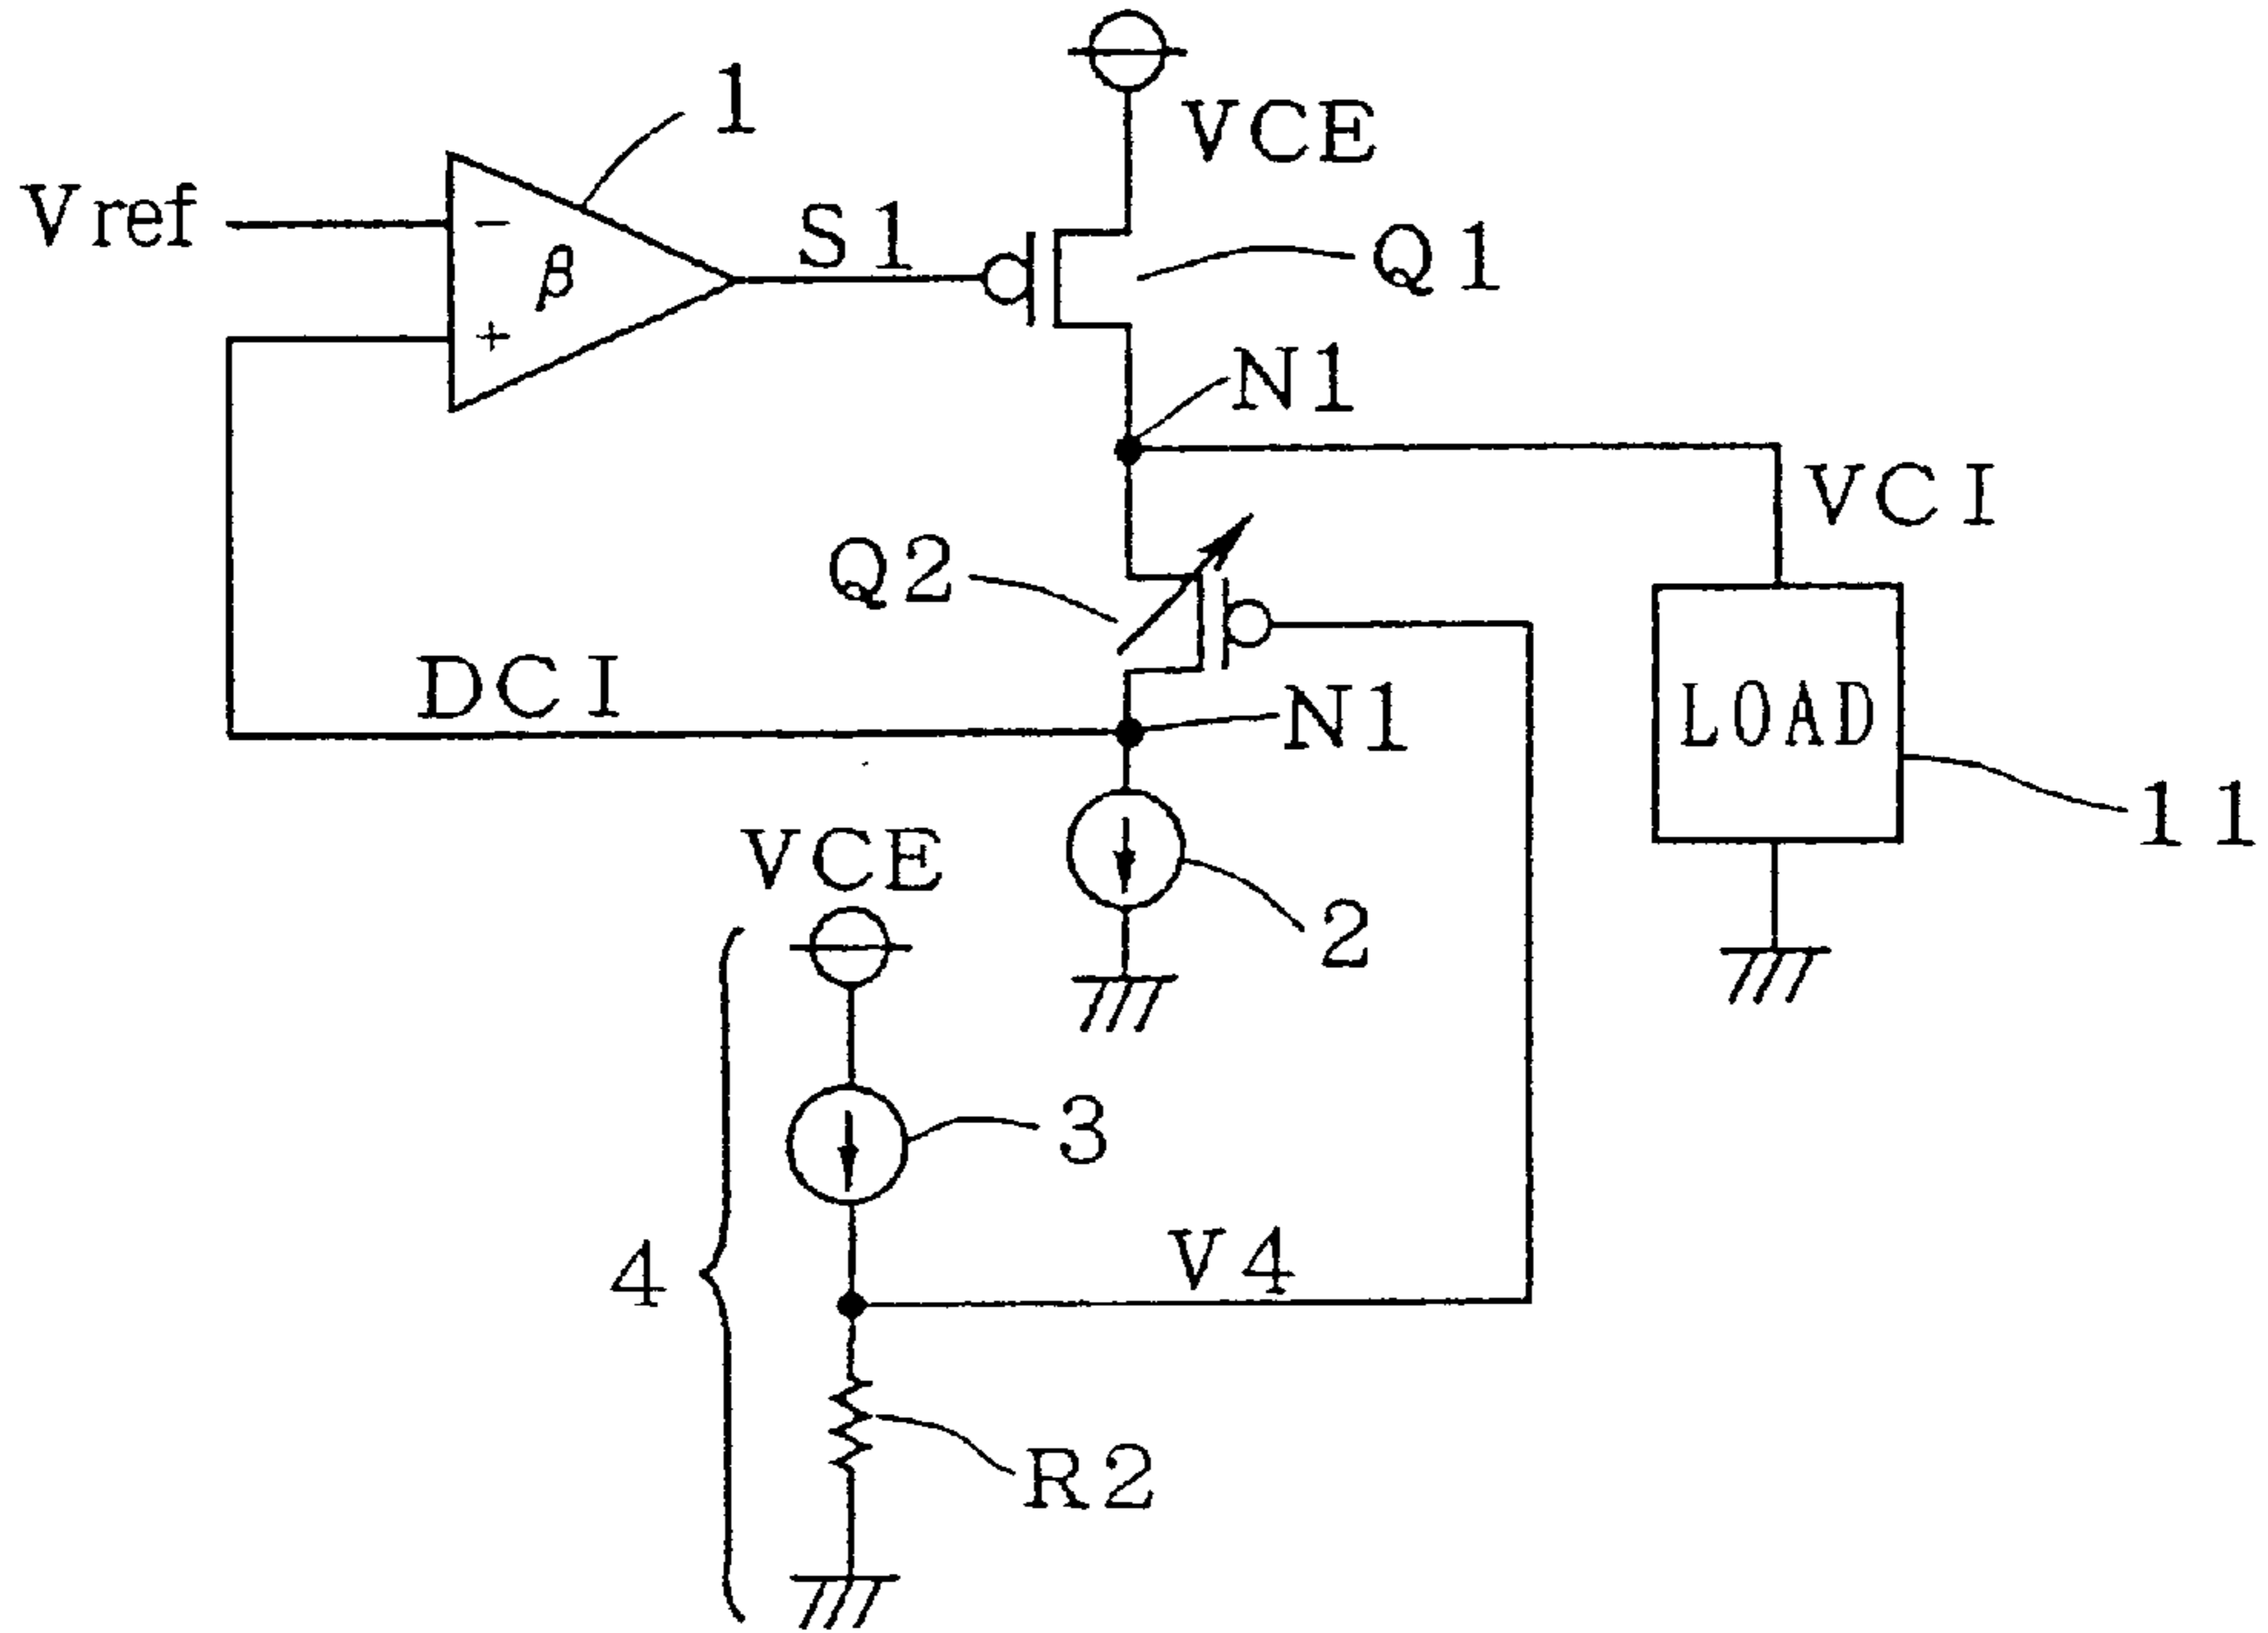 1
VCE
Vref
−
β
S1
Q1
+
N1
VCI
Q2
DCI
N1
LOAD
11
VCE
2
3
4
V4
R2